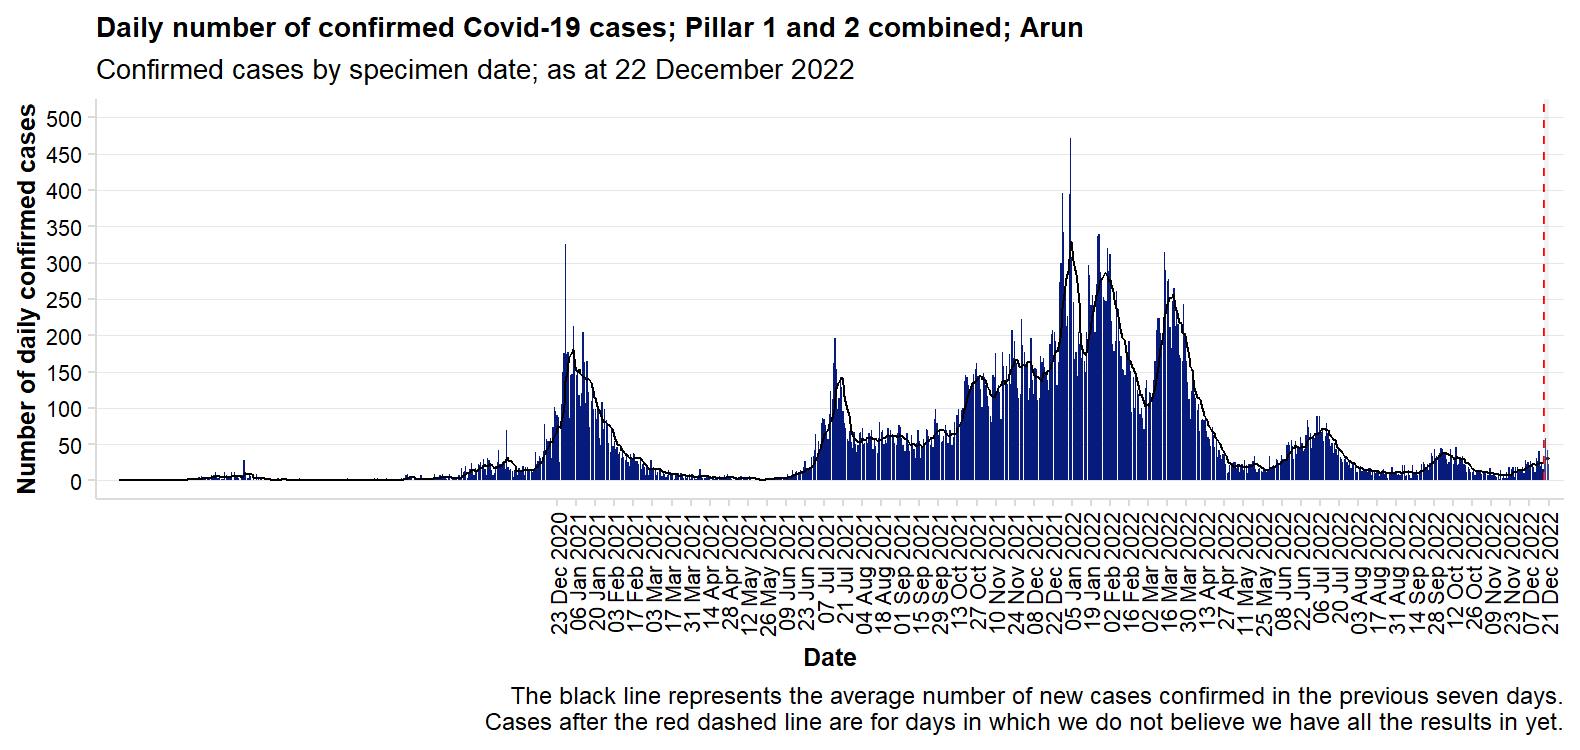 Daily number of confirmed Covid-19 cases; Pillar 1 and 2 combined; Arun
Confirmed cases by specimen date; as at 22 December 2022
Number of daily confirmed cases
500
450
400
350
300
250
200
150
100
50
0
23 Dec 2020
06 Jan 2021
20 Jan 2021
03 Feb 2021
17 Feb 2021
03 Mar 2021
17 Mar 2021
31 Mar 2021
14 Apr 2021
28 Apr 2021
12 May 2021
26 May 2021
09 Jun 2021
23 Jun 2021
07 Jul 2021
21 Jul 2021
04 Aug 2021
18 Aug 2021
01 Sep 2021
15 Sep 2021
29 Sep 2021
13 Oct 2021
27 Oct 2021
10 Nov 2021
24 Nov 2021
08 Dec 2021
22 Dec 2021
05 Jan 2022
19 Jan 2022
02 Feb 2022
16 Feb 2022
02 Mar 2022
16 Mar 2022
30 Mar 2022
13 Apr 2022
27 Apr 2022
11 May 2022
25 May 2022
08 Jun 2022
22 Jun 2022
06 Jul 2022
20 Jul 2022
03 Aug 2022
17 Aug 2022
31 Aug 2022
14 Sep 2022
28 Sep 2022
12 Oct 2022
26 Oct 2022
09 Nov 2022
23 Nov 2022
07 Dec 2022
21 Dec 2022
Date
The black line represents the average number of new cases confirmed in the previous seven days.
Cases after the red dashed line are for days in which we do not believe we have all the results in yet.